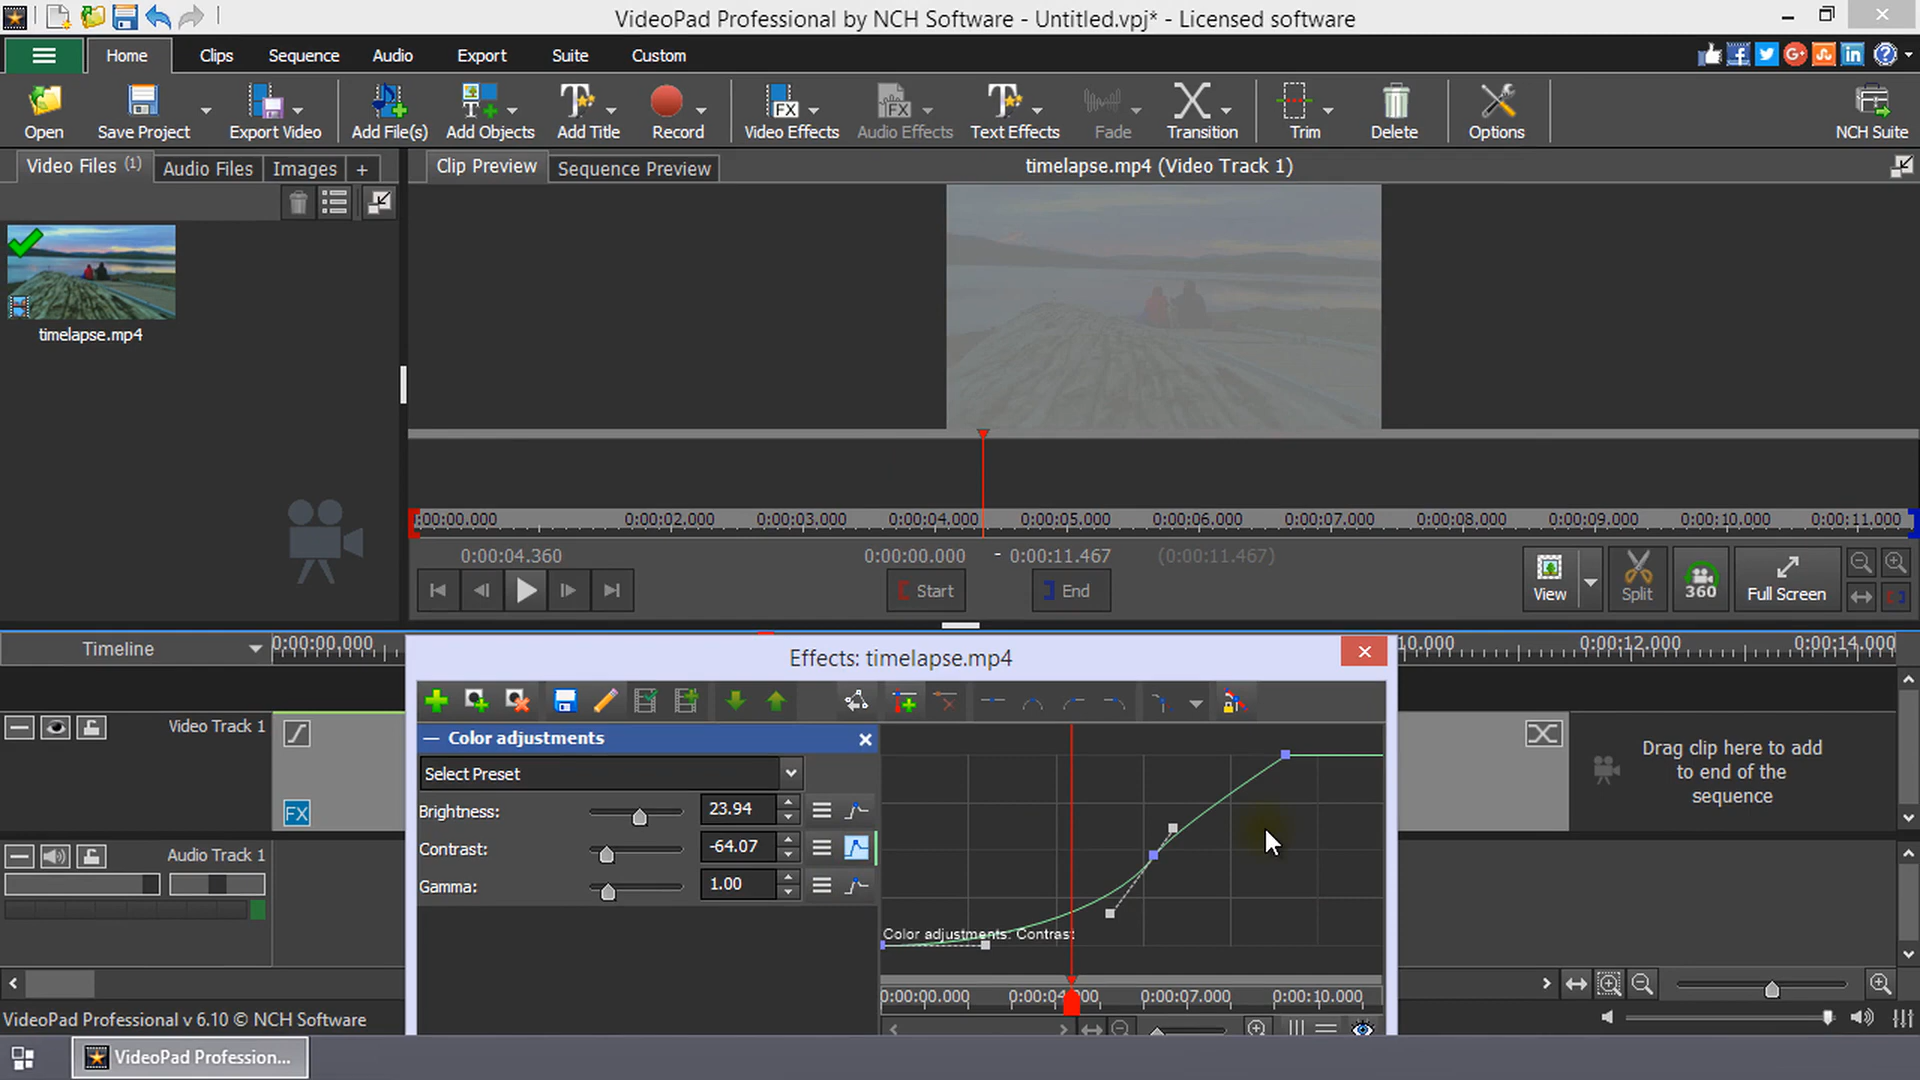 VideoPad Professional by NCH Software - Untitled.vpj* - Licensed software
Home Clips Sequence Audio Export Suite Custom
Open Save Project Export Video Add File(s) Add Objects Add Title Record Video Effects Audio Effects Text Effects Fade Transition Trim Delete Options NCH Suite
Video Files (1) Audio Files Images + Clip Preview Sequence Preview timelapse.mp4 (Video Track 1)
timelapse.mp4
:00:00.000 0:00:02.000 0:00:03.000 0:00:04.000 0:00:05.000 0:00:06.000 0:00:07.000 0:00:08.000 0:00:09.000 0:00:10.000 0:00:11.000
0:00:04.360 0:00:00.000 - 0:00:11.467 (0:00:11.467)
Start End View Split 360 Full Screen
Timeline 0:00:00.000 10.000 0:00:12.000 0:00:14.000
Effects: timelapse.mp4
Video Track 1
FX
Drag clip here to add
to end of the
sequence
Color adjustments
Select Preset
Brightness: 23.94
Contrast: -64.07
Gamma: 1.00
Audio Track 1
Color adjustments: Contrast
0:00:00.000 0:00:04.000 0:00:07.000 0:00:10.000
VideoPad Professional v 6.10 © NCH Software
VideoPad Profession...